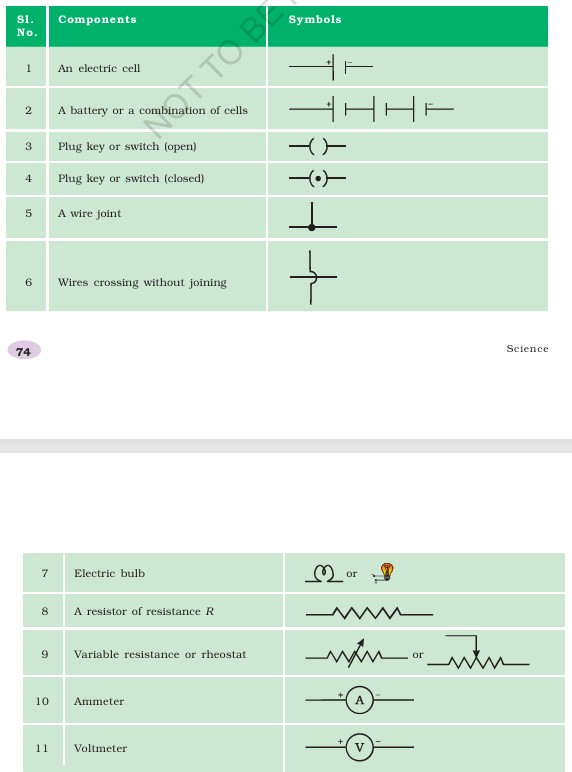 Sl. No. Components Symbols
1 An electric cell + –
2 A battery or a combination of cells + –
3 Plug key or switch (open)
4 Plug key or switch (closed)
5 A wire joint
6 Wires crossing without joining
NOT TO BE
74 Science
7 Electric bulb or
8 A resistor of resistance R
9 Variable resistance or rheostat or
10 Ammeter + A –
11 Voltmeter + V –